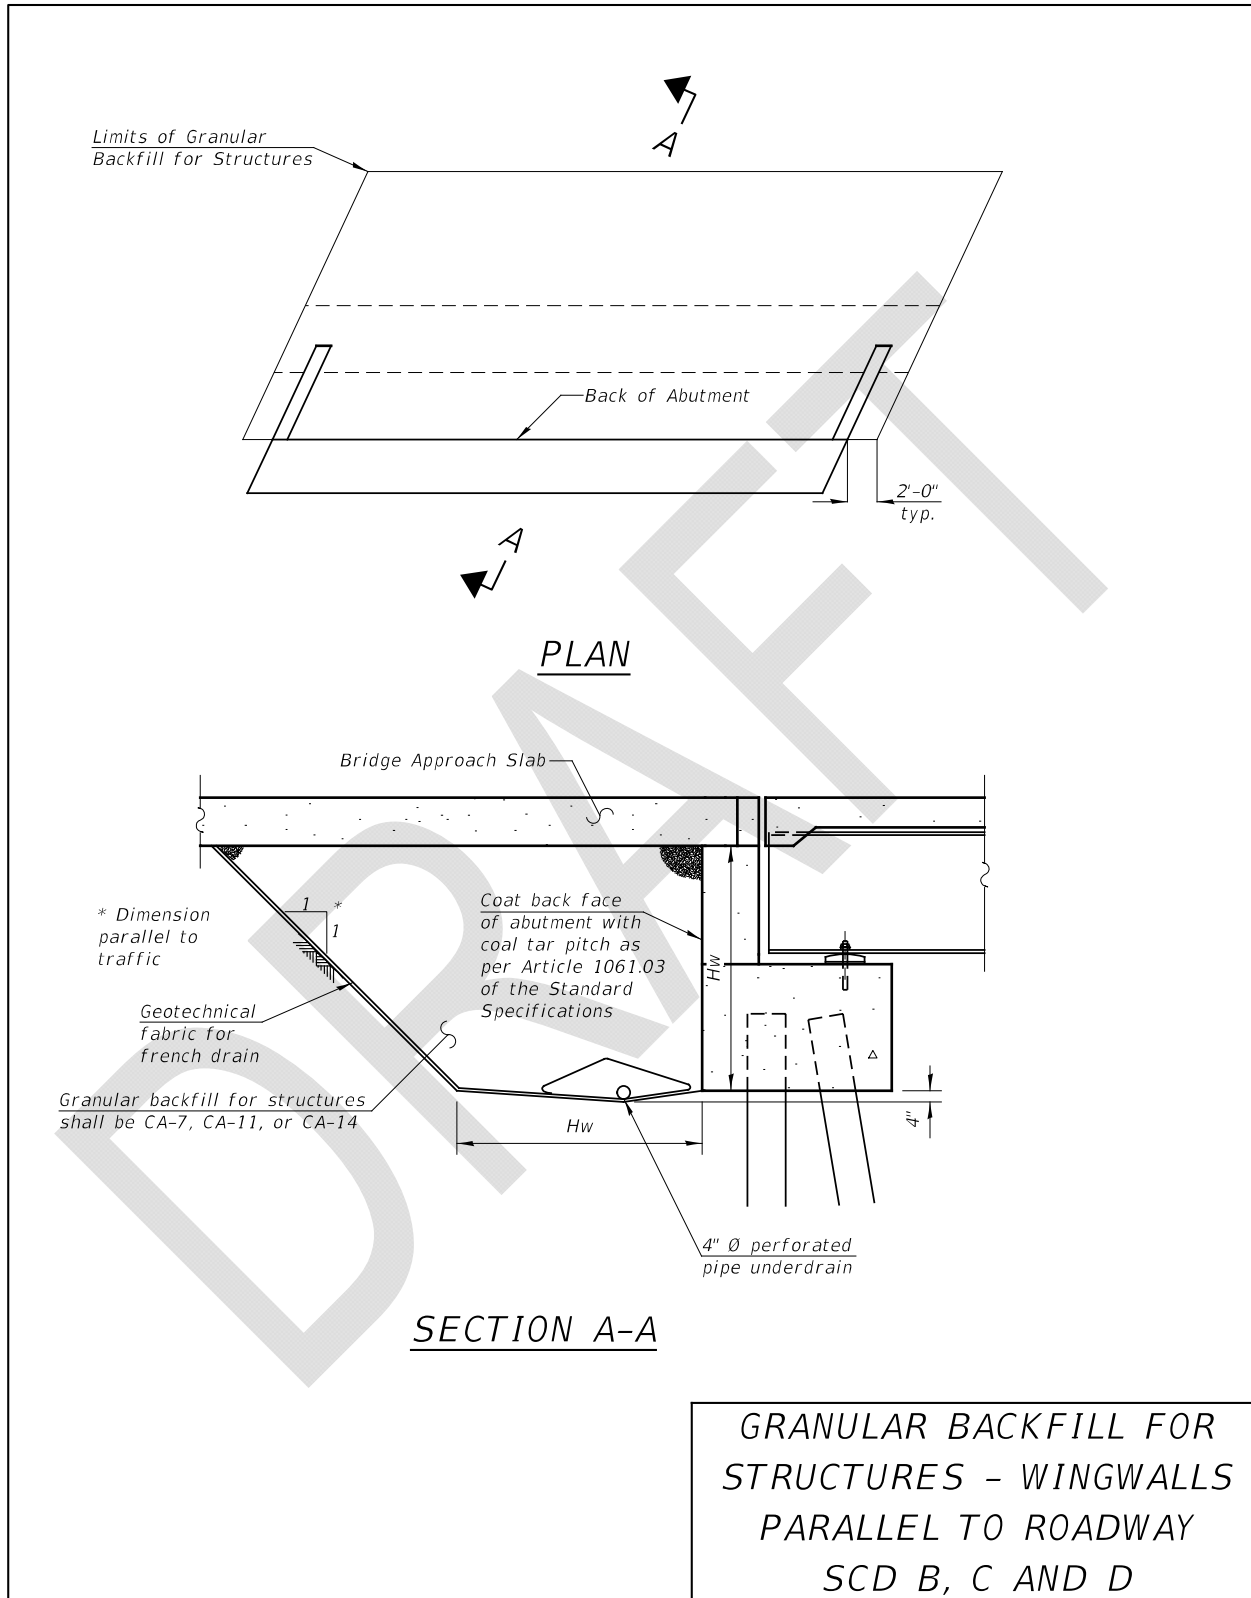 A
Limits of Granular
Backfill for Structures
Back of Abutment
2'-0"
typ.
A
PLAN
Bridge Approach Slab
* Dimension
parallel to
traffic
1
*
1
Coat back face
of abutment with
coal tar pitch as
per Article 1061.03
of the Standard
Specifications
Hw
Geotechnical
fabric for
french drain
Granular backfill for structures
shall be CA-7, CA-11, or CA-14
Hw
4"
4" Ø perforated
pipe underdrain
SECTION A-A
DRAFT
GRANULAR BACKFILL FOR
STRUCTURES - WINGWALLS
PARALLEL TO ROADWAY
SCD B, C AND D